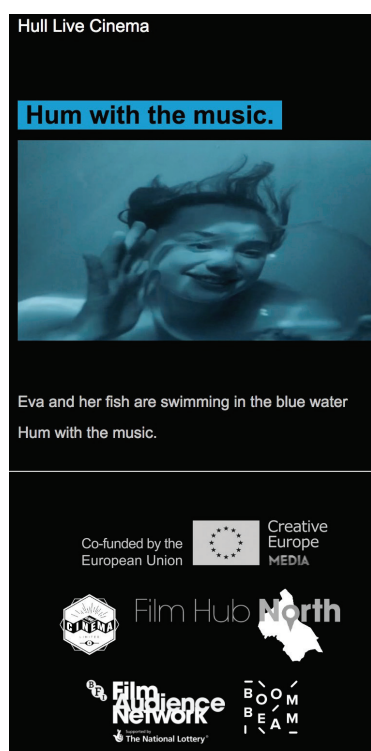 Hull Live Cinema
Hum with the music.
Eva and her fish are swimming in the blue water
Hum with the music.
Co-funded by the
European Union
Creative
Europe
MEDIA
CINEMA
LIMITED
Film Hub North
BFI
Film
Audience
Network
Supported by
The National Lottery®
BOOM
BEAM